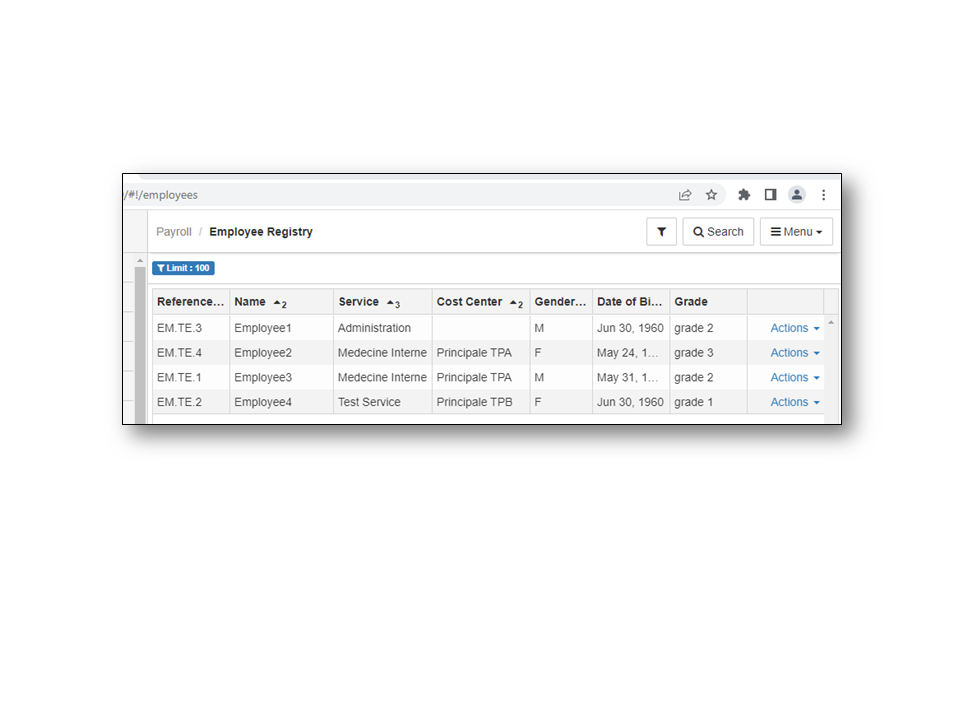 /#!/employees
Payroll / Employee Registry Search Menu
Limit : 100
Reference... Name 2 Service 3 Cost Center 2 Gender... Date of Bi... Grade
EM.TE.3 Employee1 Administration M Jun 30, 1960 grade 2 Actions
EM.TE.4 Employee2 Medecine Interne Principale TPA F May 24, 1... grade 3 Actions
EM.TE.1 Employee3 Medecine Interne Principale TPA M May 31, 1... grade 2 Actions
EM.TE.2 Employee4 Test Service Principale TPB F Jun 30, 1960 grade 1 Actions